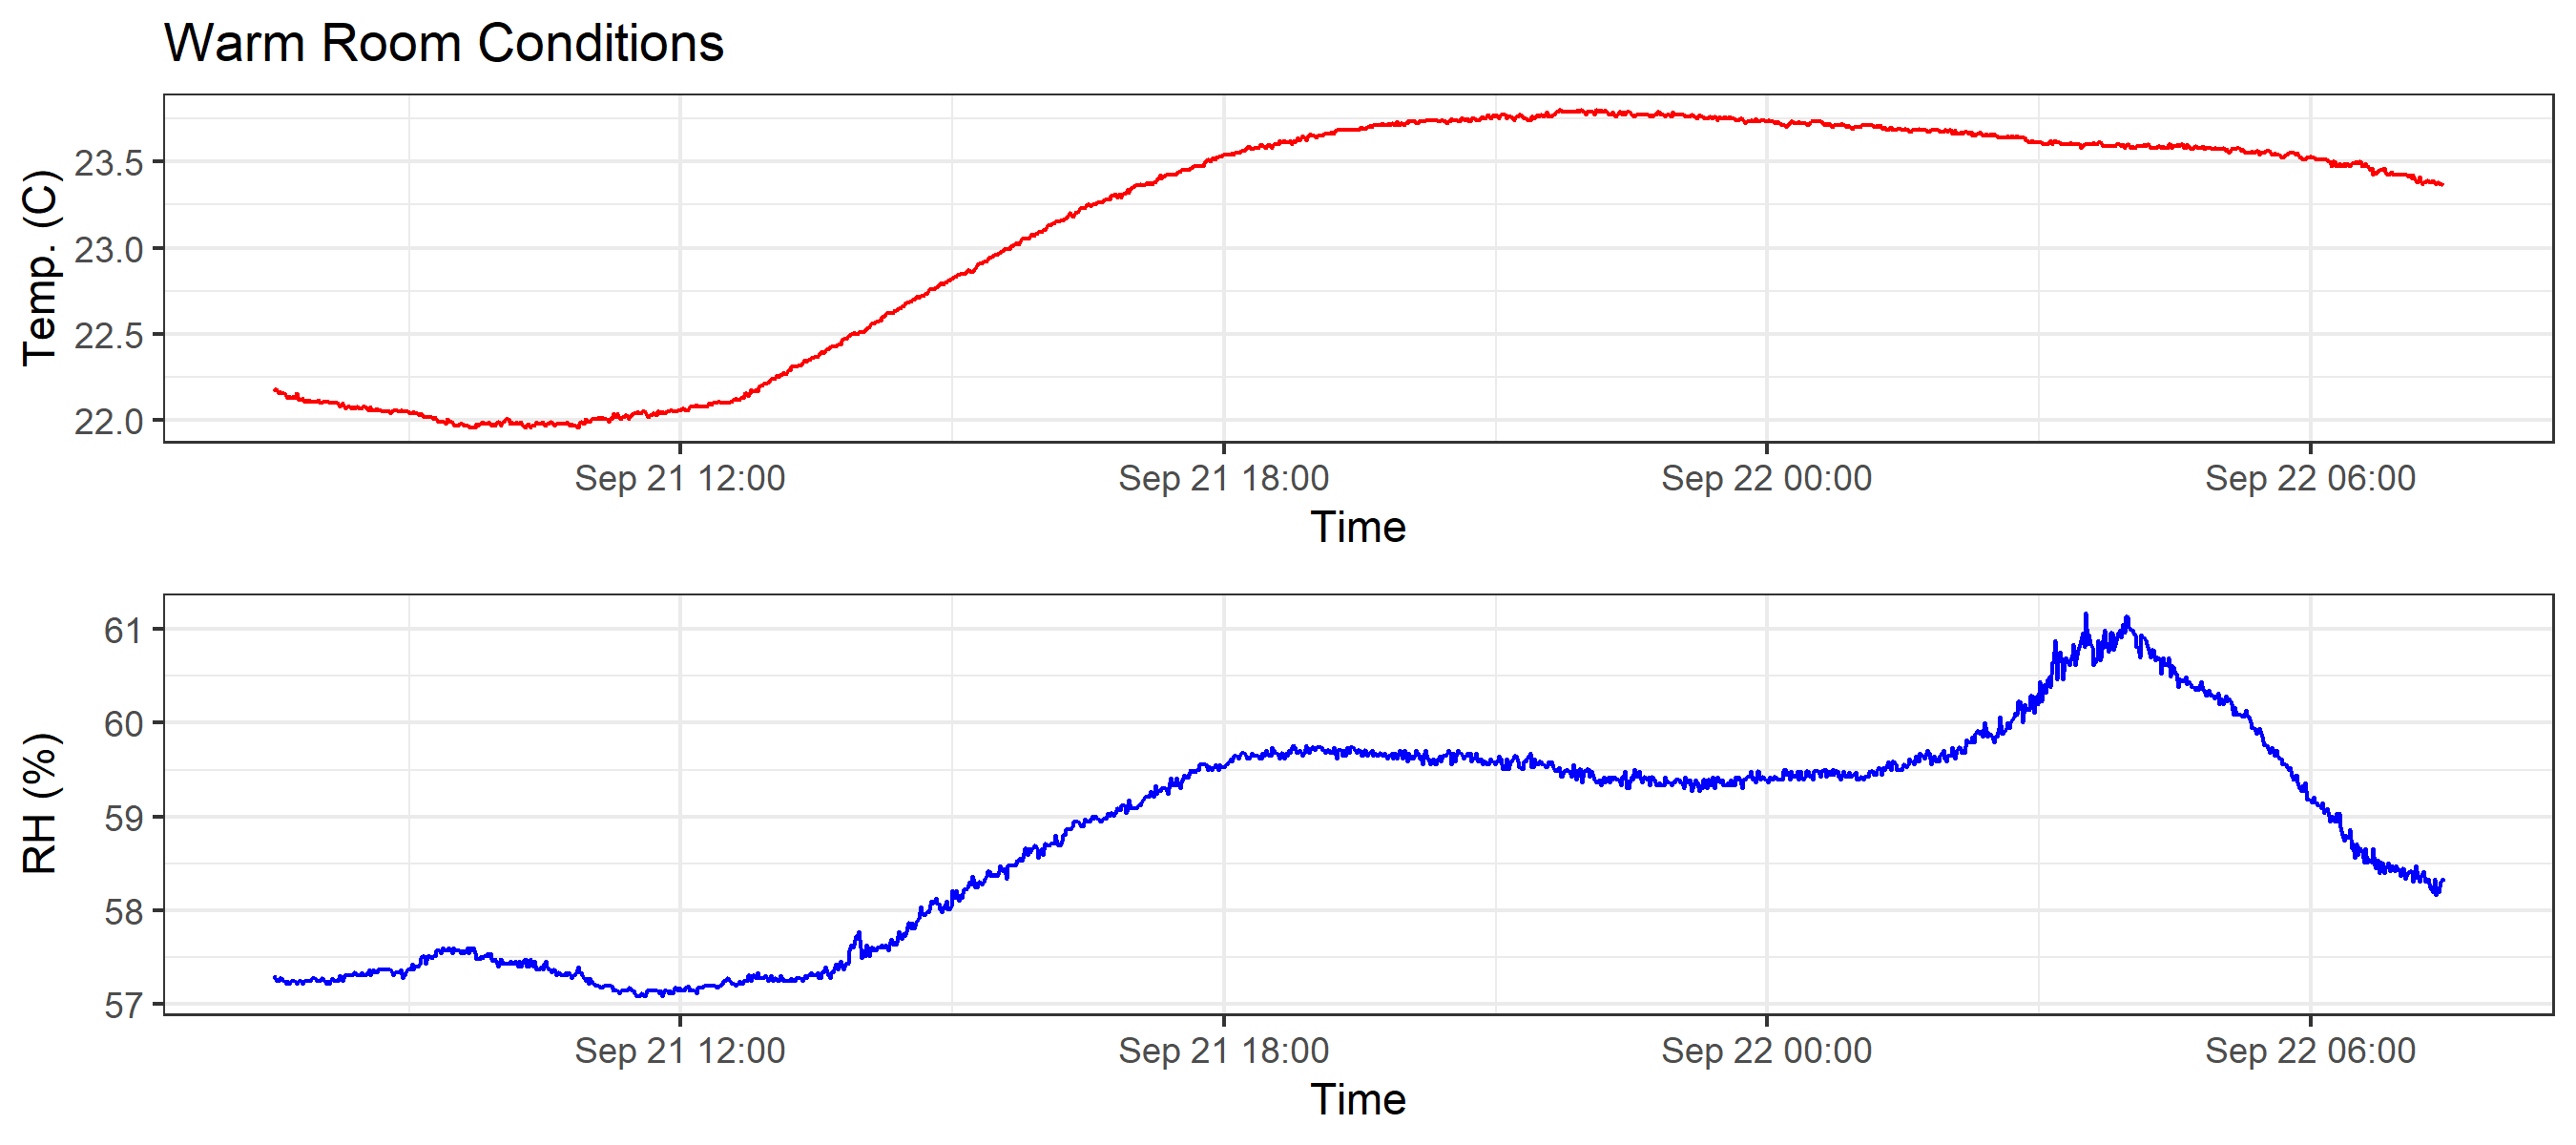 Warm Room Conditions
Temp. (C)
23.5
23.0
22.5
22.0
Sep 21 12:00 Sep 21 18:00 Sep 22 00:00 Sep 22 06:00
Time
RH (%)
61
60
59
58
57
Sep 21 12:00 Sep 21 18:00 Sep 22 00:00 Sep 22 06:00
Time